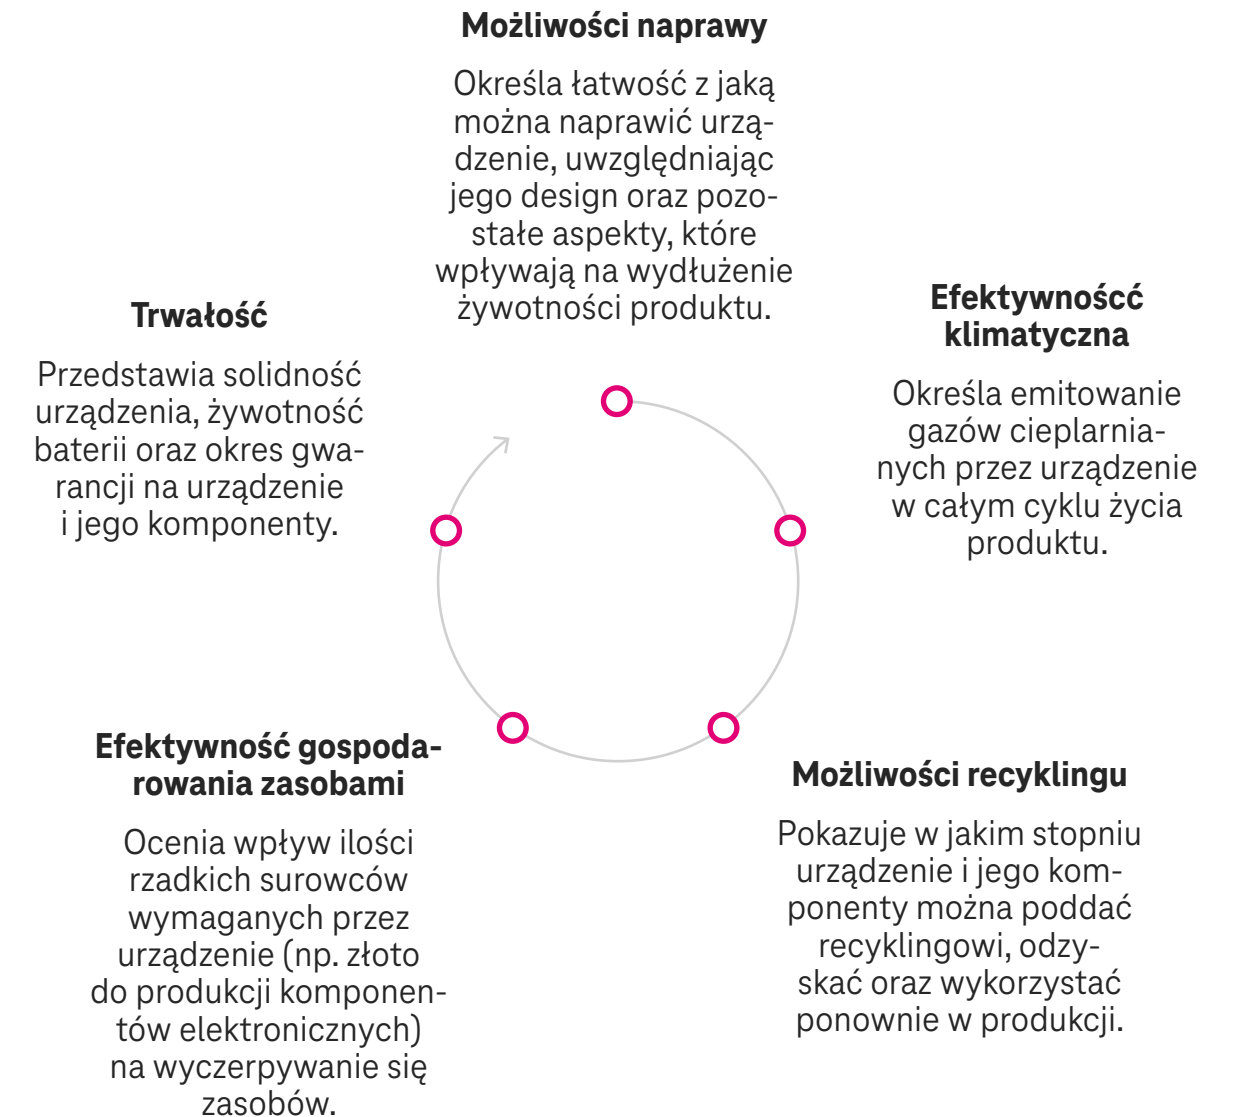 Możliwości naprawy
Określa łatwość z jaką
można naprawić urzą-
dzenie, uwzględniając
jego design oraz pozo-
stałe aspekty, które
wpływają na wydłużenie
żywotności produktu.
Efektywnoścć
klimatyczna
Określa emitowanie
gazów cieplarnia-
nych przez urządzenie
w całym cyklu życia
produktu.
Możliwości recyklingu
Pokazuje w jakim stopniu
urządzenie i jego kom-
ponenty można poddać
recyklingowi, odzy-
skać oraz wykorzystać
ponownie w produkcji.
Efektywność gospoda-
rowania zasobami
Ocenia wpływ ilości
rzadkich surowców
wymaganych przez
urządzenie (np. złoto
do produkcji komponen-
tów elektronicznych)
na wyczerpywanie się
zasobów.
Trwałość
Przedstawia solidność
urządzenia, żywotność
baterii oraz okres gwa-
rancji na urządzenie
i jego komponenty.